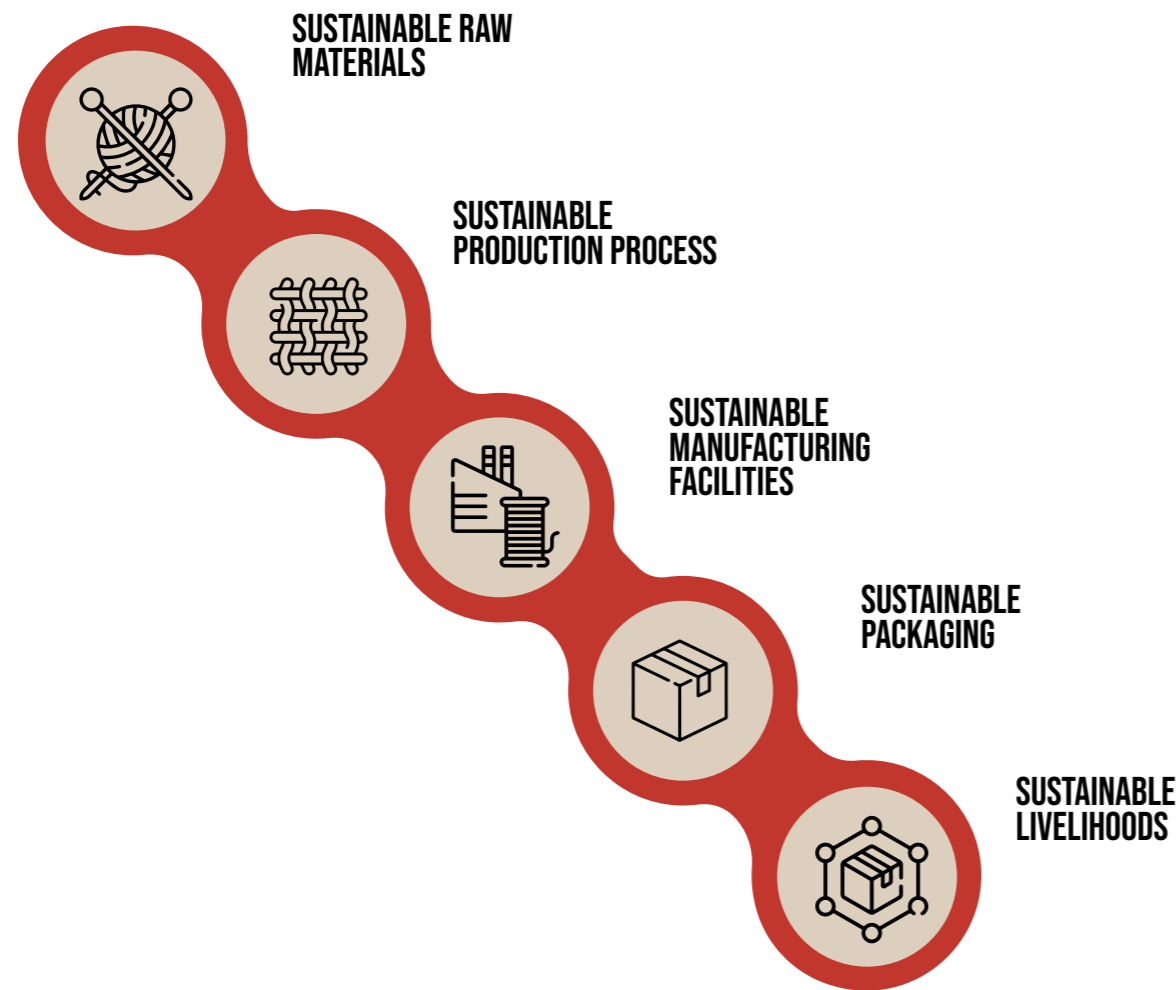 SUSTAINABLE RAW
MATERIALS
SUSTAINABLE
PRODUCTION PROCESS
SUSTAINABLE
MANUFACTURING
FACILITIES
SUSTAINABLE
PACKAGING
SUSTAINABLE
LIVELIHOODS